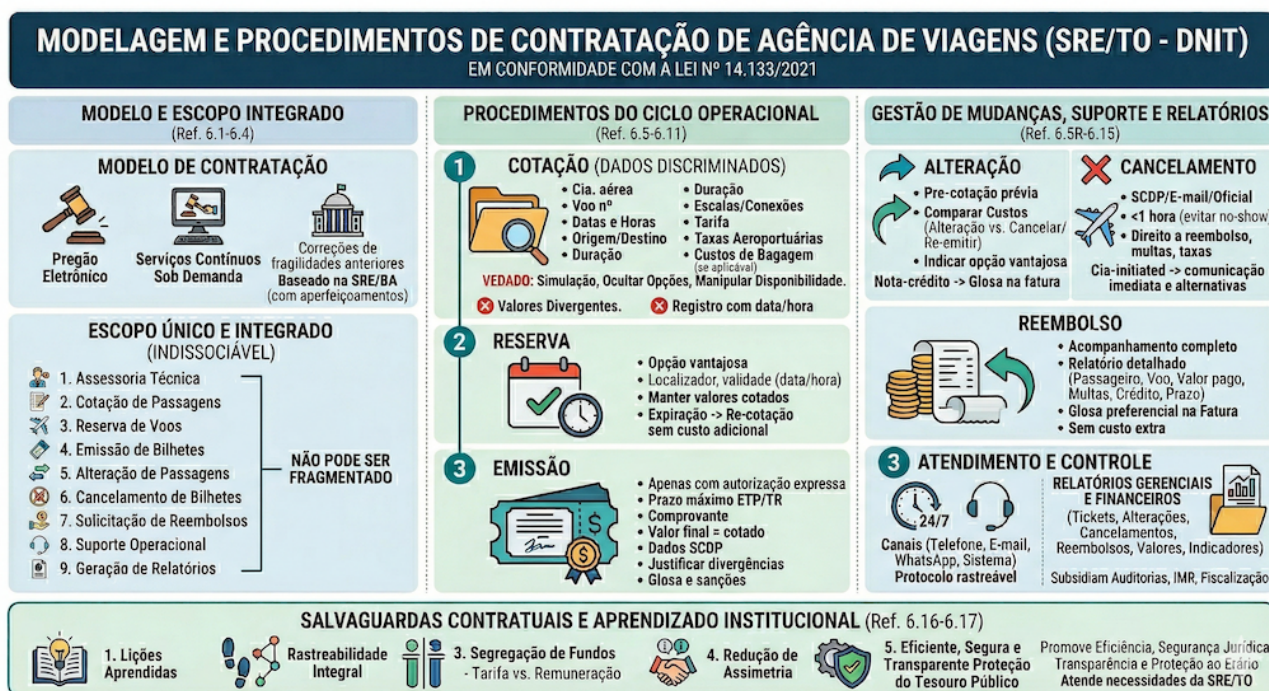 MODELAGEM E PROCEDIMENTOS DE CONTRATAÇÃO DE AGÊNCIA DE VIAGENS (SRE/TO - DNIT)
EM CONFORMIDADE COM A LEI Nº 14.133/2021
MODELO E ESCOPO INTEGRADO
(Ref. 6.1-6.4)
MODELO DE CONTRATAÇÃO
Pregão
Eletrônico
Serviços Contínuos
Sob Demanda
Correções de
fragilidades anteriores
Baseado na SRE/BA
(com aperfeiçoamentos)
ESCOPO ÚNICO E INTEGRADO
(INDISSOCIÁVEL)
1. Assessoria Técnica
2. Cotação de Passagens
3. Reserva de Voos
4. Emissão de Bilhetes
5. Alteração de Passagens
6. Cancelamento de Bilhetes
7. Solicitação de Reembolsos
8. Suporte Operacional
9. Geração de Relatórios
NÃO PODE SER
FRAGMENTADO
PROCEDIMENTOS DO CICLO OPERACIONAL
(Ref. 6.5-6.11)
1
COTAÇÃO (DADOS DISCRIMINADOS)
• Cia. aérea
• Voo nº
• Datas e Horas
• Origem/Destino
• Duração
• Duração
• Escalas/Conexões
• Tarifa
• Taxas Aeroportuárias
• Custos de Bagagem
(se aplicável)
VEDADO: Simulação, Ocultar Opções, Manipular Disponibilidade.
Valores Divergentes.
Registro com data/hora
2
RESERVA
• Opção vantajosa
• Localizador, validade (data/hora)
• Manter valores cotados
• Expiração -> Re-cotação
sem custo adicional
3
EMISSÃO
• Apenas com autorização expressa
• Prazo máximo ETP/TR
• Comprovante
• Valor final = cotado
• Dados SCDP
• Justificar divergências
• Glosa e sanções
GESTÃO DE MUDANÇAS, SUPORTE E RELATÓRIOS
(Ref. 6.5R-6.15)
ALTERAÇÃO
• Pre-cotação prévia
• Comparar Custos
(Alteração vs. Cancelar/
Re-emitir)
• Indicar opção vantajosa
Nota-crédito -> Glosa na fatura
CANCELAMENTO
• SCDP/E-mail/Oficial
• <1 hora (evitar no-show)
• Direito a reembolso,
multas, taxas
Cia-initiated -> comunicação
imediata e alternativas
REEMBOLSO
• Acompanhamento completo
• Relatório detalhado
(Passageiro, Voo, Valor pago,
Multas, Crédito, Prazo)
• Glosa preferencial na Fatura
• Sem custo extra
3
ATENDIMENTO E CONTROLE
24/7
Canais (Telefone, E-mail,
WhatsApp, Sistema)
Protocolo rastreável
RELATÓRIOS GERENCIAIS
E FINANCEIROS
(Tickets, Alterações,
Cancelamentos,
Reembolsos, Valores, Indicadores)
Subsidiam Auditorias, IMR, Fiscalização
SALVAGUARDAS CONTRATUAIS E APRENDIZADO INSTITUCIONAL (Ref. 6.16-6.17)
1. Lições
Aprendidas
Rastreabilidade
Integral
3. Segregação de Fundos
- Tarifa vs. Remuneração
4. Redução de
Assimetria
5. Eficiente, Segura e
Transparente Proteção
do Tesouro Público
Promove Eficiência, Segurança Jurídica
Transparência e Proteção ao Erário
Atende necessidades da SRE/TO